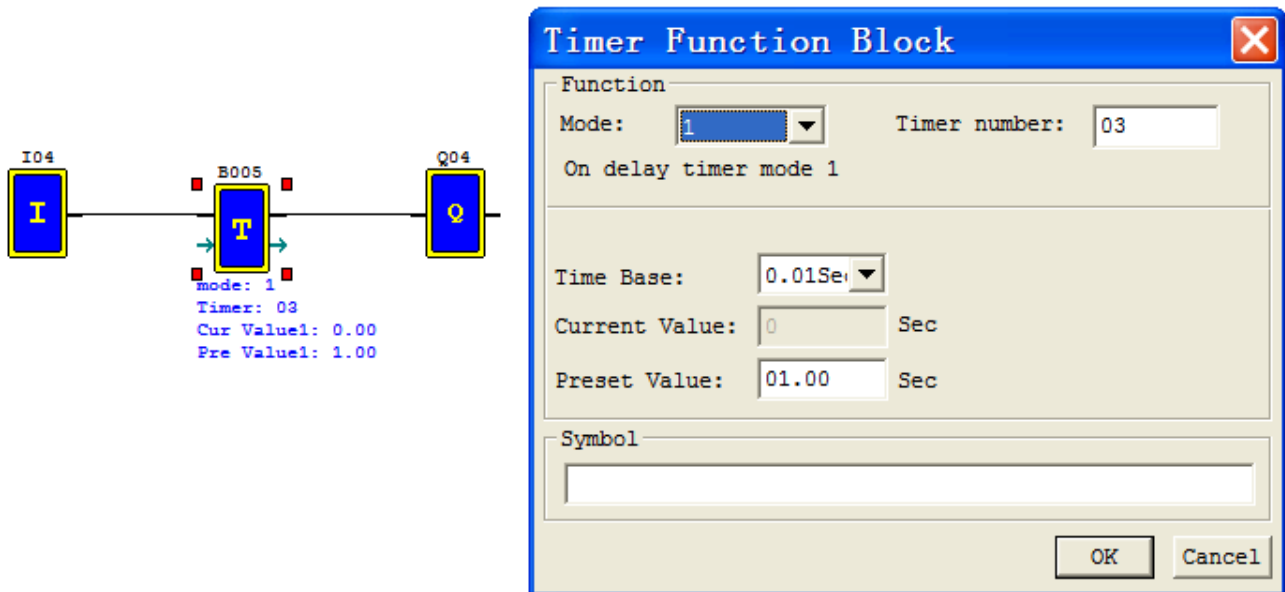 I04
I
B005
T
Q04
Q
mode: 1
Timer: 03
Cur Value1: 0.00
Pre Value1: 1.00
Timer Function Block
Function
Mode: 1 Timer number: 03
On delay timer mode 1
Time Base: 0.01Se
Current Value: 0 Sec
Preset Value: 01.00 Sec
Symbol
OK Cancel